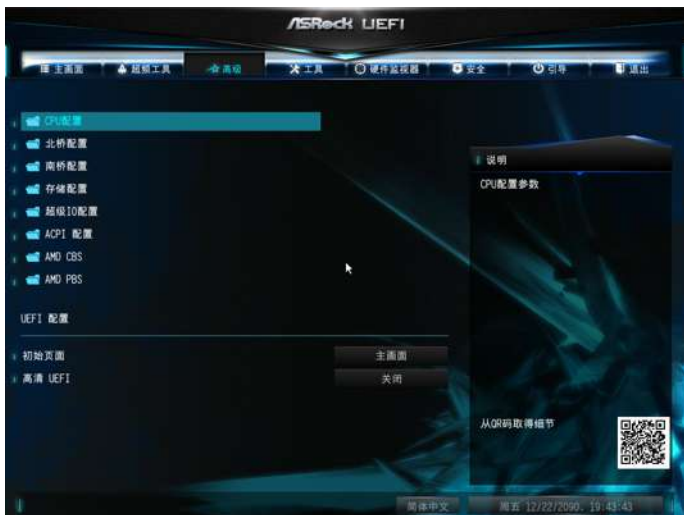 ASRock UEFI
主画面 超频工具 高级 工具 硬件监视器 安全 引导 退出
CPU配置
北桥配置
南桥配置
存储配置
超级IO配置
ACPI 配置
AMD CBS
AMD PBS
UEFI 配置
初始页面 主画面
高清 UEFI 关闭
说明
CPU配置参数
从QR码取得细节
简体中文 周五 12/22/2090. 19:43:43